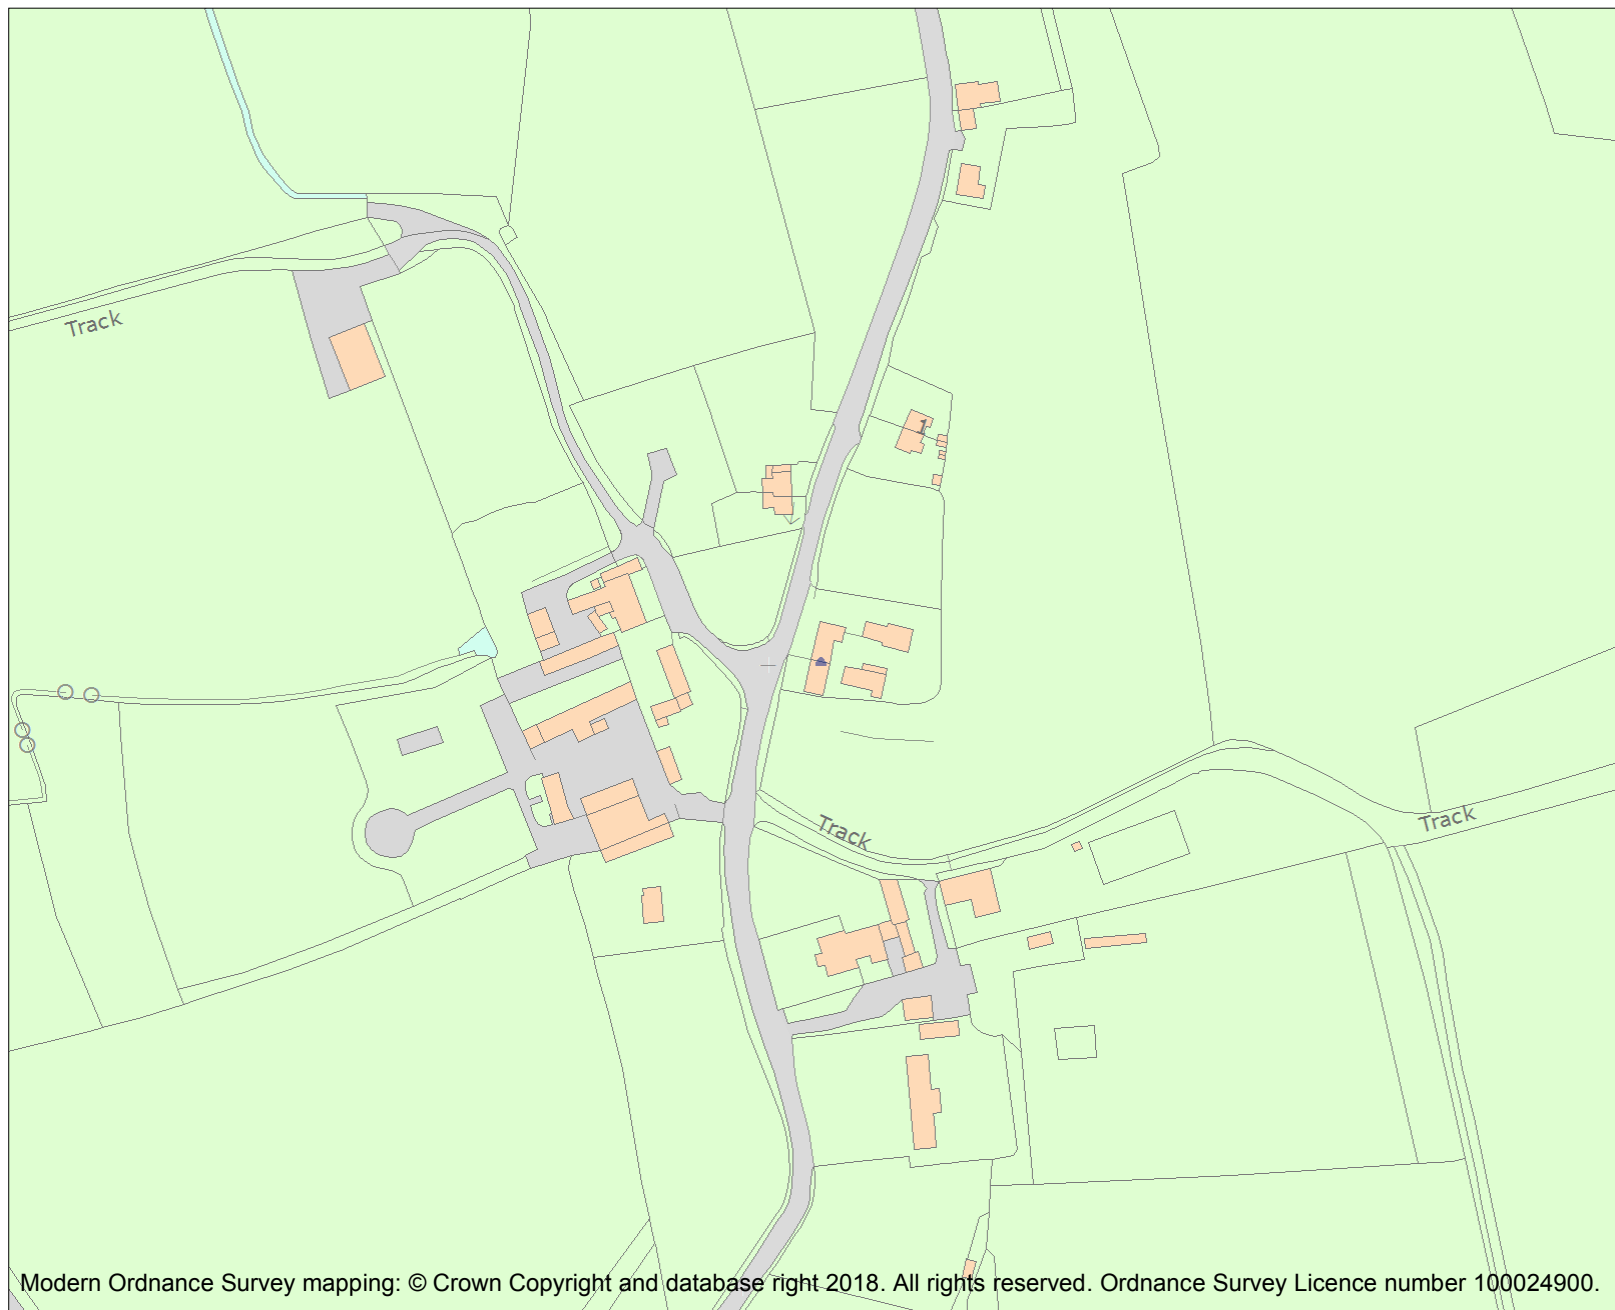 Track
1
Track
Track
Modern Ordnance Survey mapping: © Crown Copyright and database right 2018. All rights reserved. Ordnance Survey Licence number 100024900.